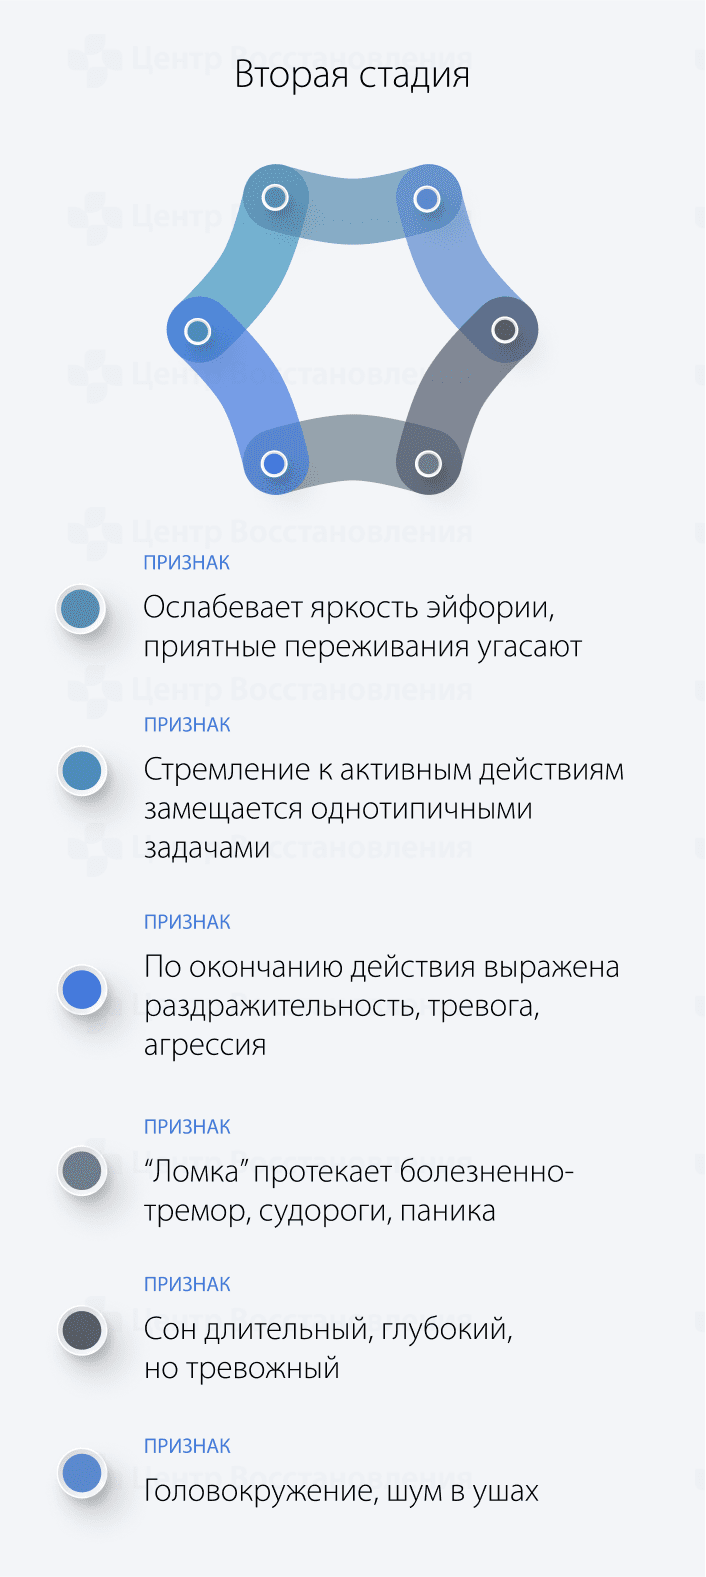 Вторая стадия
ПРИЗНАК
Ослабевает яркость эйфории,
приятные переживания угасают
ПРИЗНАК
Стремление к активным действиям
замещается однотипичными
задачами
ПРИЗНАК
По окончанию действия выражена
раздражительность, тревога,
агрессия
ПРИЗНАК
“Ломка” протекает болезненно-
тремор, судороги, паника
ПРИЗНАК
Сон длительный, глубокий,
но тревожный
ПРИЗНАК
Головокружение, шум в ушах
Центр Восстановления